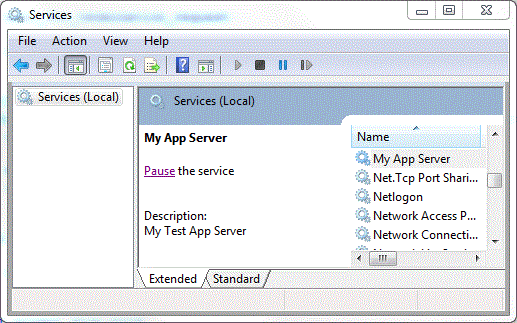 Services
File Action View Help
Services (Local)
Services (Local)
My App Server
Pause the service
Description:
My Test App Server
Name
My App Server
Net.Tcp Port Shari...
Netlogon
Network Access P...
Network Connecti...
Extended Standard